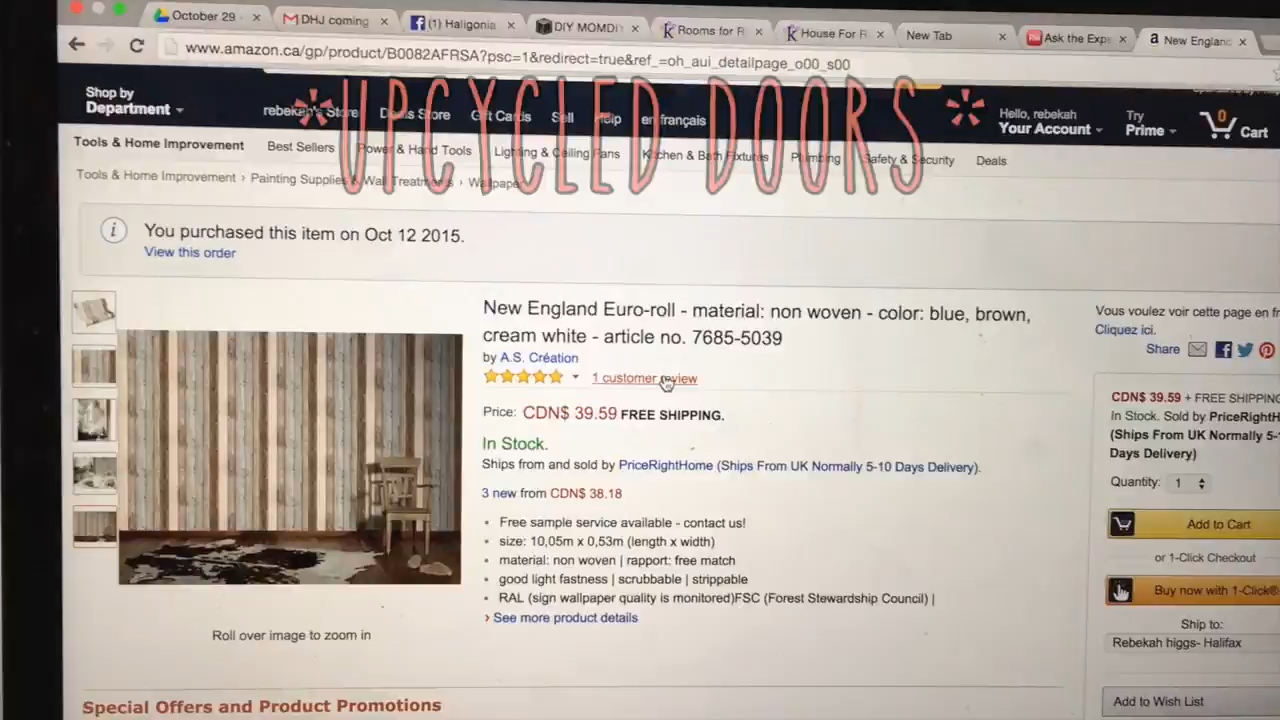 October 29 -
DHJ coming
(1) Haligonia
DIY MOMDI
Rooms for R
House For R
New Tab
Ask the Exp
New England
www.amazon.ca/gp/product/B0082AFRSA?psc=1&redirect=true&ref_=oh_aui_detailpage_o00_s00
*UPCYCLED DOORS*
Shop by
Department
rebekah's Store
Deals Store
Gift Cards
Sell
Help
en français
Hello, rebekah
Your Account
Try
Prime
0
Cart
Tools & Home Improvement
Best Sellers
Power & Hand Tools
Lighting & Ceiling Fans
Kitchen & Bath Fixtures
Plumbing
Safety & Security
Deals
Tools & Home Improvement › Painting Supplies & Wall Treatments › Wallpaper
You purchased this item on Oct 12 2015.
View this order
New England Euro-roll - material: non woven - color: blue, brown,
cream white - article no. 7685-5039
by A.S. Création
1 customer review
Price: CDN$ 39.59 FREE SHIPPING.
In Stock.
Ships from and sold by PriceRightHome (Ships From UK Normally 5-10 Days Delivery).
3 new from CDN$ 38.18
• Free sample service available - contact us!
• size: 10,05m x 0,53m (length x width)
• material: non woven | rapport: free match
• good light fastness | scrubbable | strippable
• RAL (sign wallpaper quality is monitored)FSC (Forest Stewardship Council) |
› See more product details
Roll over image to zoom in
Special Offers and Product Promotions
Vous voulez voir cette page en fr
Cliquez ici.
Share
CDN$ 39.59 + FREE SHIPPING
In Stock. Sold by PriceRightH
(Ships From UK Normally 5-
Days Delivery)
Quantity: 1
Add to Cart
or 1-Click Checkout
Buy now with 1-Click®
Ship to:
Rebekah higgs- Halifax
Add to Wish List